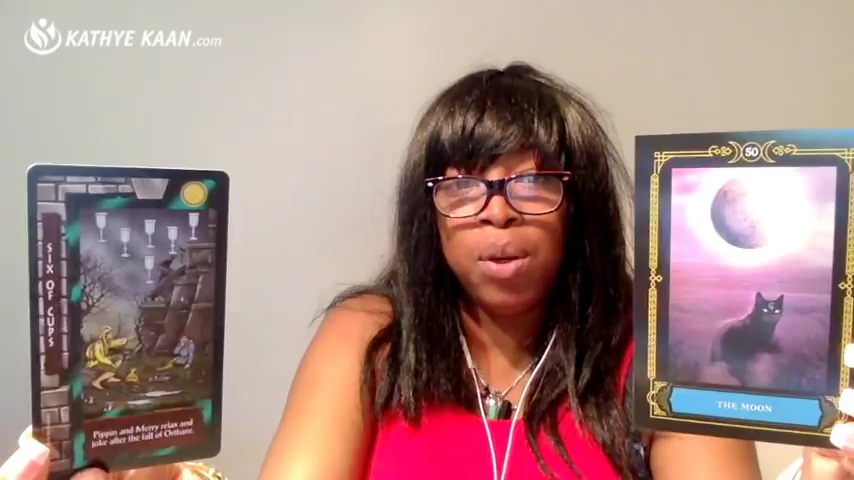 KATHYE KAAN.com
SIX OF CUPS
Pippin and Merry relax and
joke after the fall of Orthanc.
50
THE MOON